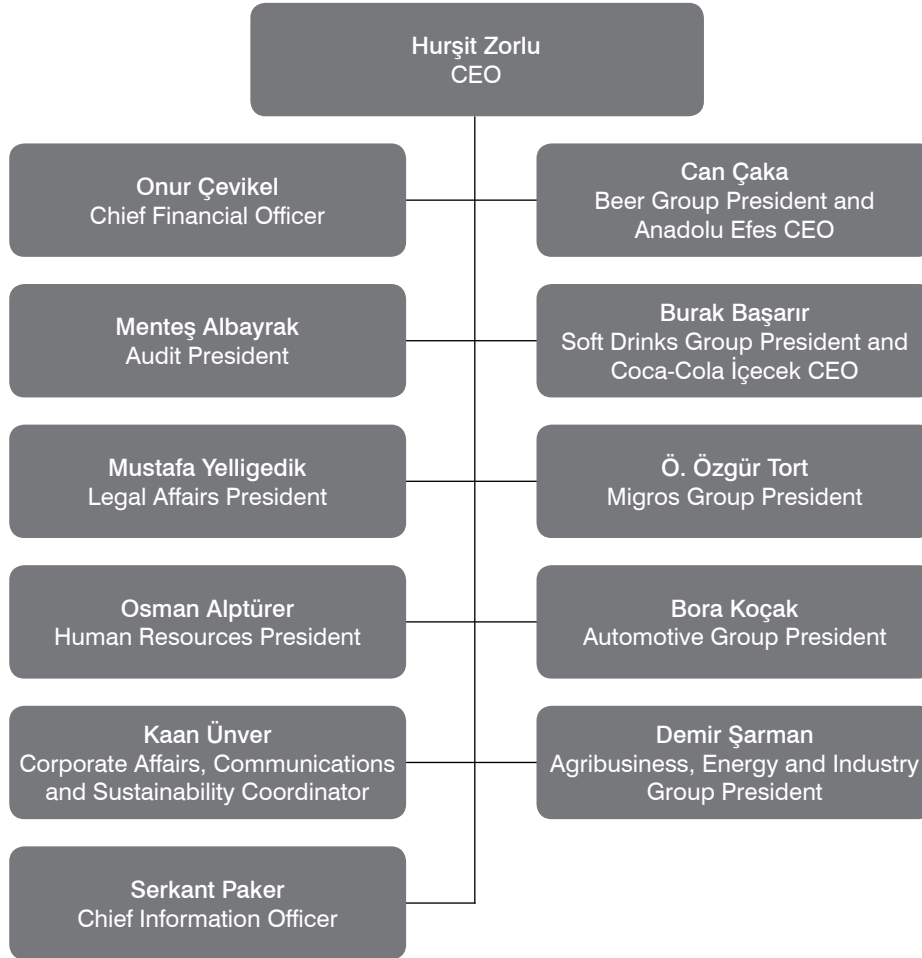 Hurşit Zorlu
CEO
Onur Çevikel
Chief Financial Officer
Can Çaka
Beer Group President and
Anadolu Efes CEO
Menteş Albayrak
Audit President
Burak Başarır
Soft Drinks Group President and
Coca-Cola İçecek CEO
Mustafa Yelligedik
Legal Affairs President
Ö. Özgür Tort
Migros Group President
Osman Alptürer
Human Resources President
Bora Koçak
Automotive Group President
Kaan Ünver
Corporate Affairs, Communications
and Sustainability Coordinator
Demir Şarman
Agribusiness, Energy and Industry
Group President
Serkant Paker
Chief Information Officer